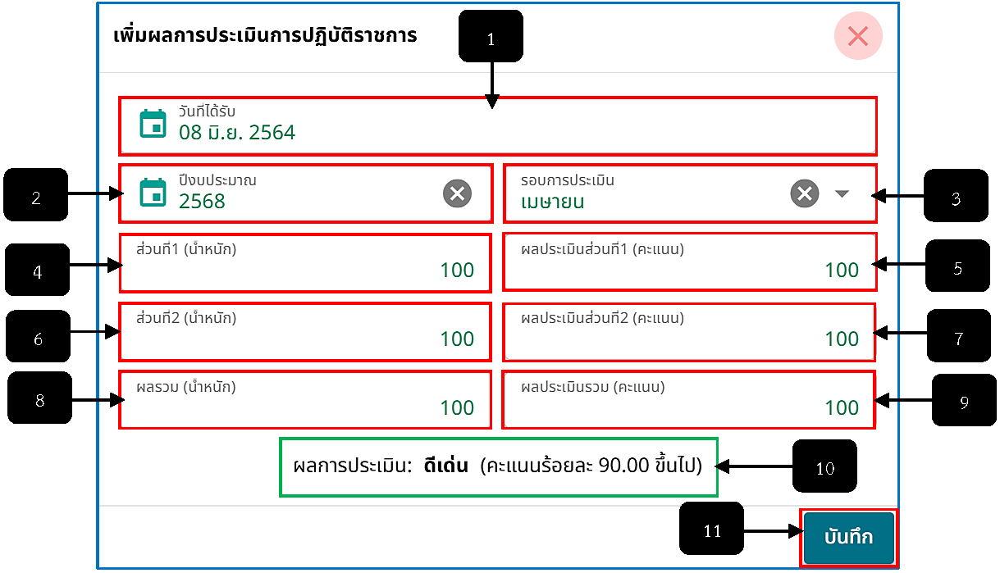 เพิ่มผลการประเมินการปฏิบัติราชการ
1
วันที่ได้รับ
08 มิ.ย. 2564
2
ปีงบประมาณ
2568
รอบการประเมิน
เมษายน
3
4
ส่วนที่1 (น้ำหนัก)
100
ผลประเมินส่วนที่1 (คะแนน)
100
5
6
ส่วนที่2 (น้ำหนัก)
100
ผลประเมินส่วนที่2 (คะแนน)
100
7
8
ผลรวม (น้ำหนัก)
100
ผลประเมินรวม (คะแนน)
100
9
ผลการประเมิน: ดีเด่น (คะแนนร้อยละ 90.00 ขึ้นไป)
10
11
บันทึก